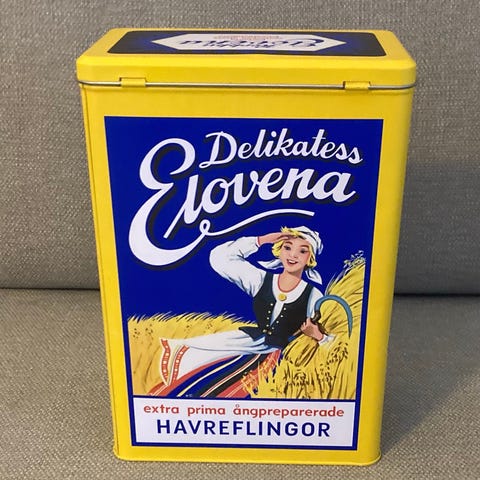 Delikatess
Elovena
extra prima ångpreparerade
HAVREFLINGOR